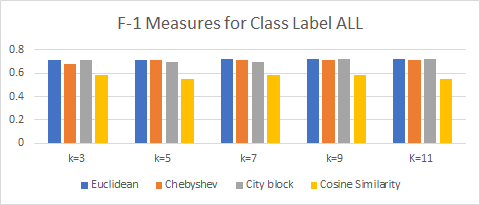 F-1 Measures for Class Label ALL
0.8
0.6
0.4
0.2
0
k=3 k=5 k=7 k=9 K=11
Euclidean Chebyshev City block Cosine Similarity